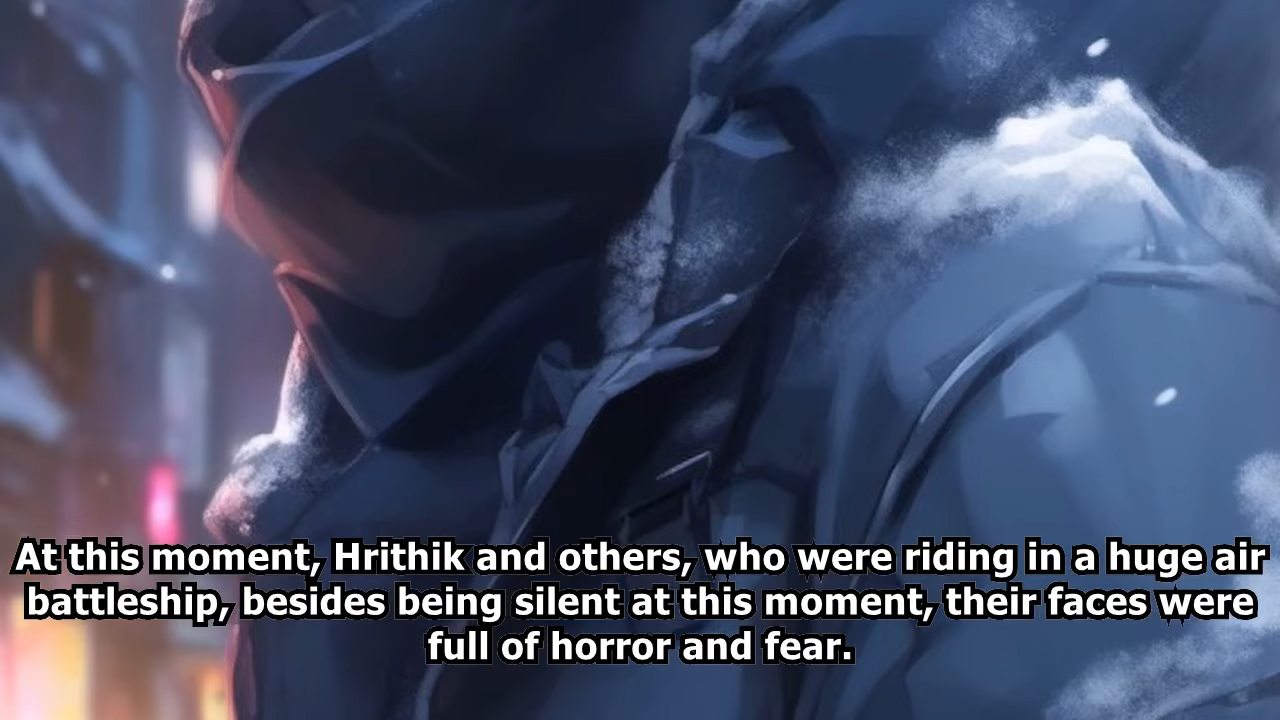 At this moment, Hrithik and others, who were riding in a huge air
battleship, besides being silent at this moment, their faces were
full of horror and fear.